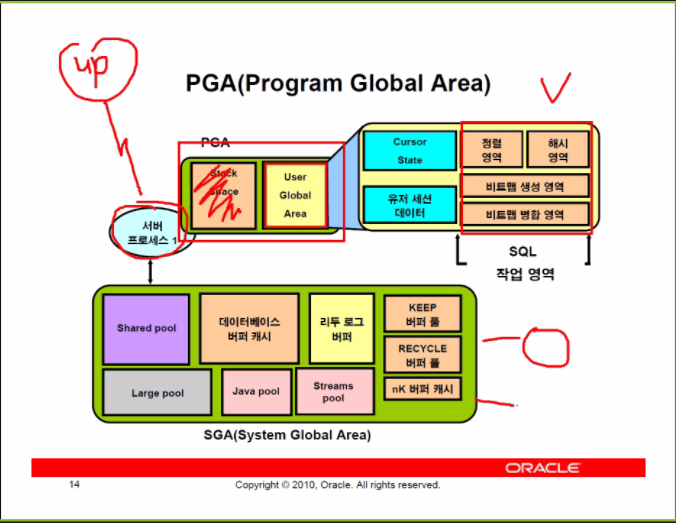 up
PGA(Program Global Area)
PGA
Stack
Space
User
Global
Area
Cursor
State
유저 세션
데이터
정렬
영역
해시
영역
비트맵 생성 영역
비트맵 병합 영역
SQL
작업 영역
서버
프로세스 1
Shared pool
데이터베이스
버퍼 캐시
리두 로그
버퍼
KEEP
버퍼 풀
RECYCLE
버퍼 풀
nK 버퍼 캐시
Large pool
Java pool
Streams
pool
SGA(System Global Area)
ORACLE
14
Copyright © 2010, Oracle. All rights reserved.